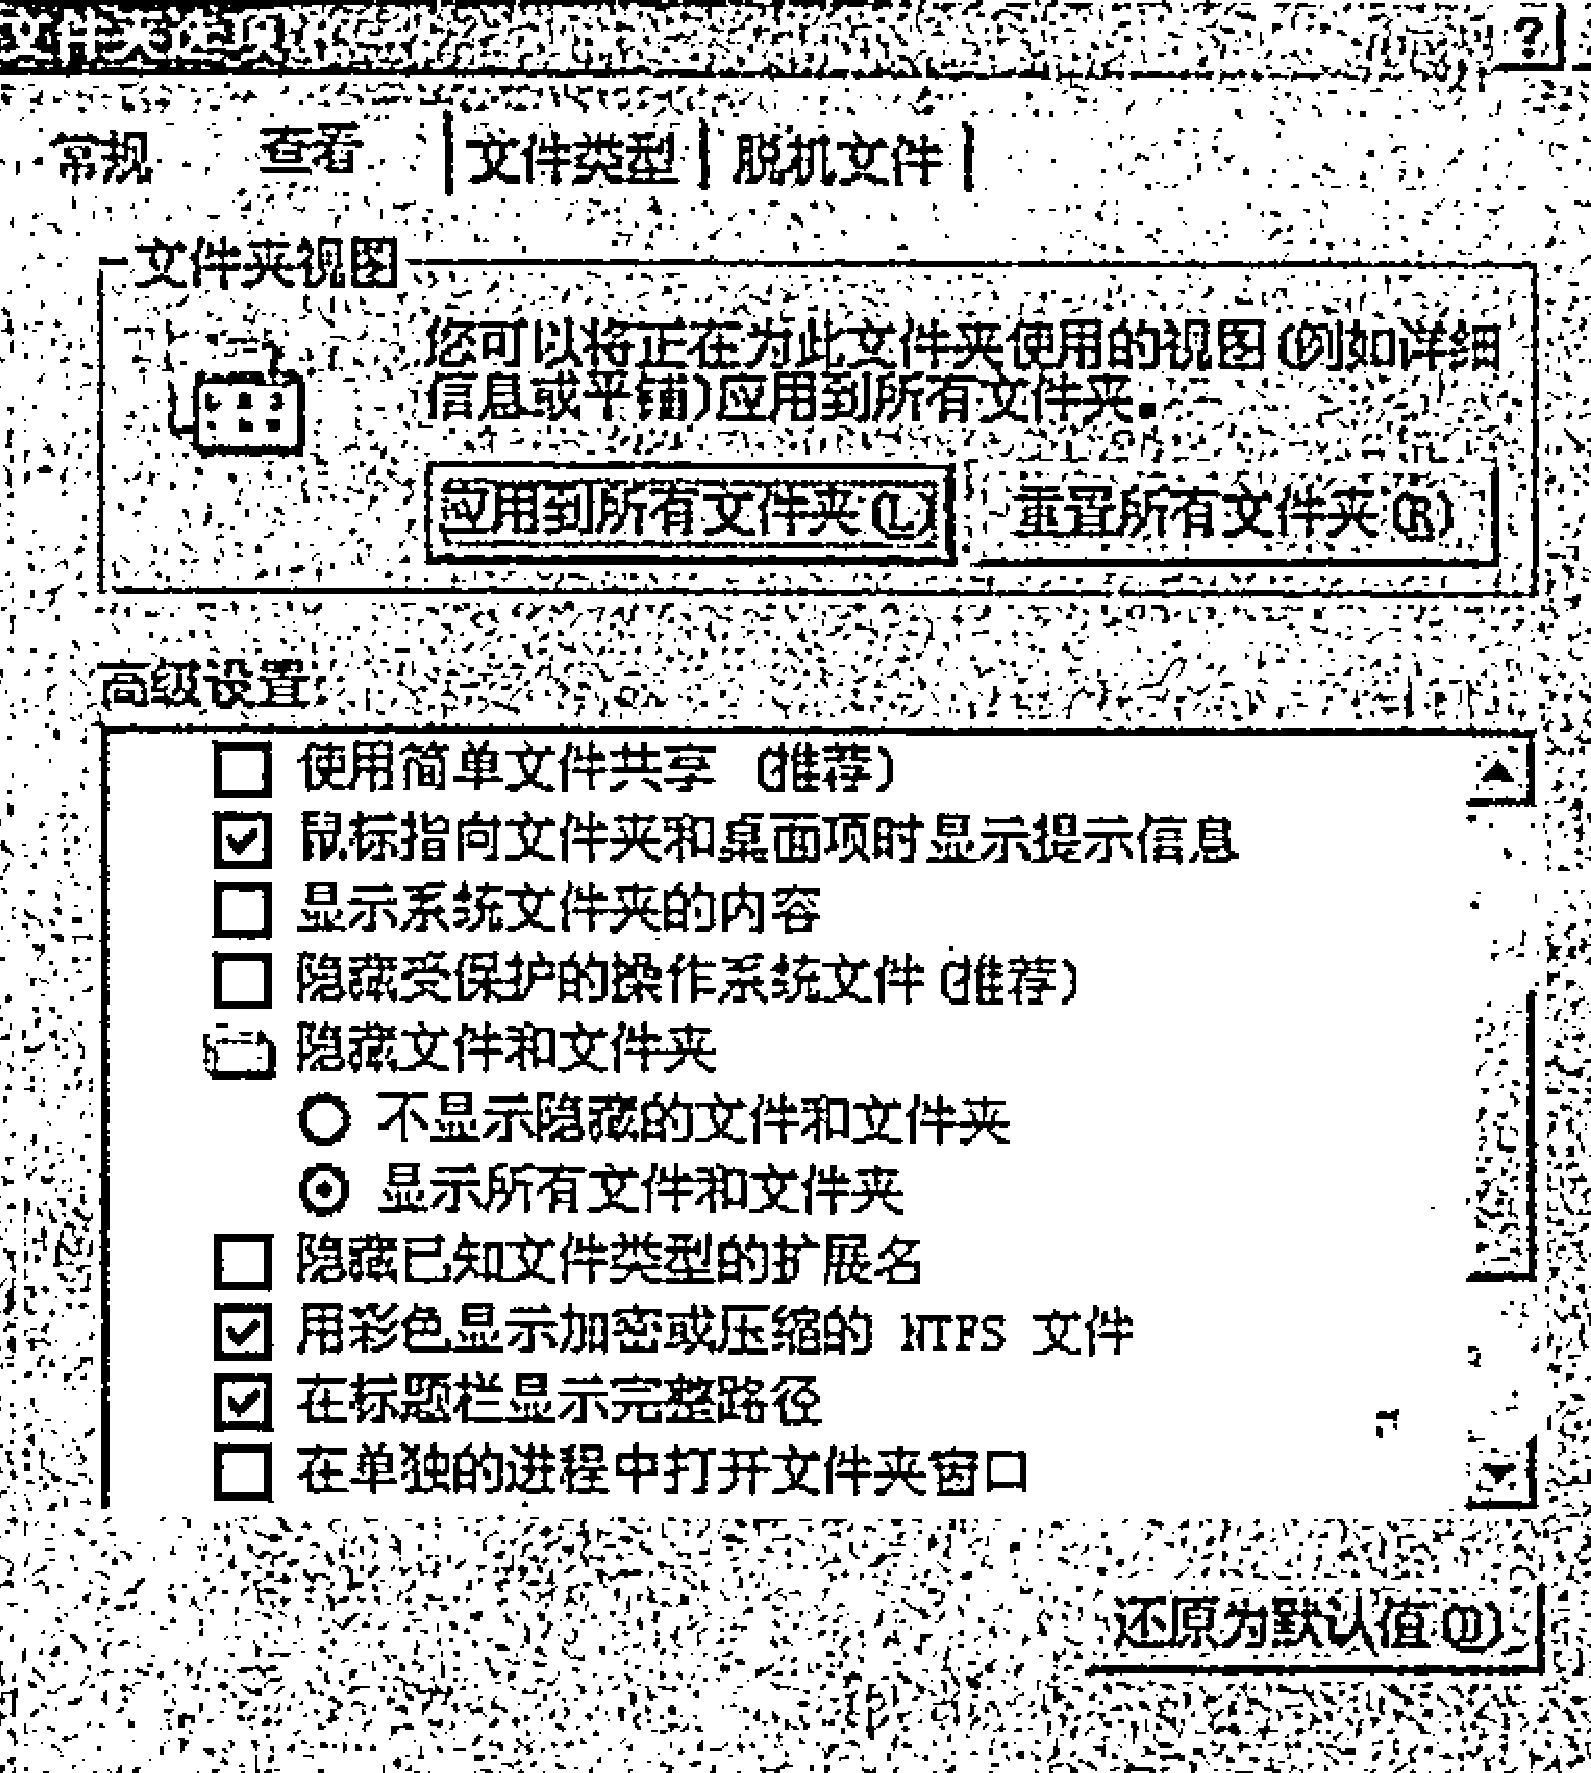 文件夹选项
?
常规 查看 文件类型 脱机文件
文件夹视图
您可以将正在为此文件夹使用的视图(例如详细
信息或平铺)应用到所有文件夹。
应用到所有文件夹(L) 重置所有文件夹(R)
高级设置:
使用简单文件共享 (推荐)
鼠标指向文件夹和桌面项时显示提示信息
显示系统文件夹的内容
隐藏受保护的操作系统文件(推荐)
隐藏文件和文件夹
不显示隐藏的文件和文件夹
显示所有文件和文件夹
隐藏已知文件类型的扩展名
用彩色显示加密或压缩的 NTFS 文件
在标题栏显示完整路径
在单独的进程中打开文件夹窗口
还原为默认值(D)